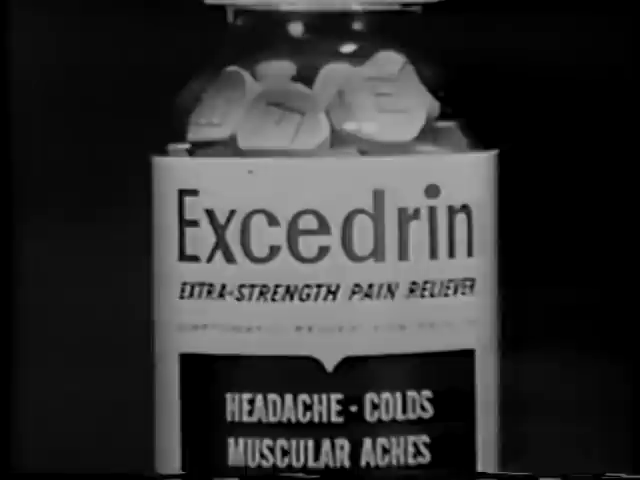 Excedrin
EXTRA-STRENGTH PAIN RELIEVER
HEADACHE - COLDS
MUSCULAR ACHES